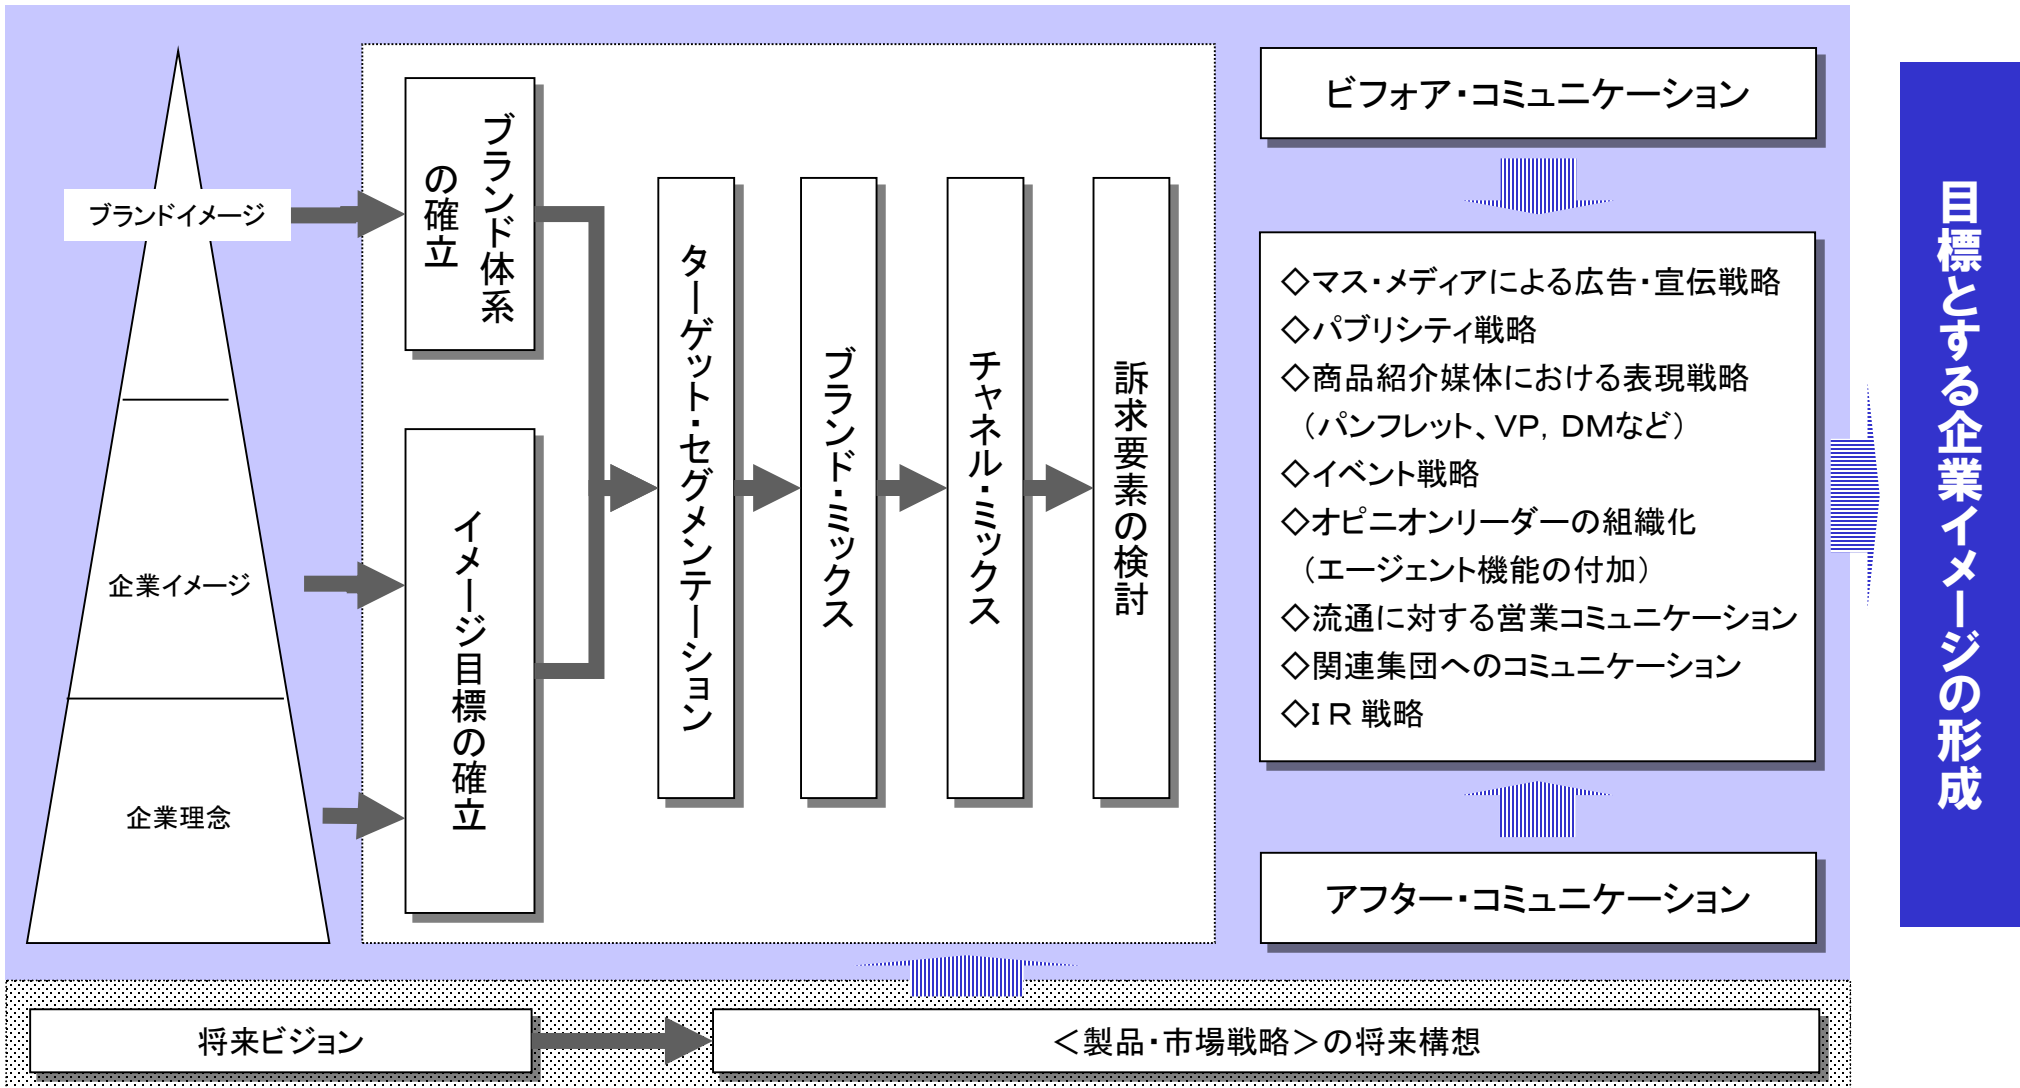 ブランドイメージ
企業イメージ
企業理念
ブランド体系
の確立
イメージ目標の確立
ターゲット・セグメンテーション
ブランド・ミックス
チャネル・ミックス
訴求要素の検討
ビフォア・コミュニケーション
◇マス・メディアによる広告・宣伝戦略
◇パブリシティ戦略
◇商品紹介媒体における表現戦略
（パンフレット、VP，DMなど）
◇イベント戦略
◇オピニオンリーダーの組織化
（エージェント機能の付加）
◇流通に対する営業コミュニケーション
◇関連集団へのコミュニケーション
◇IR戦略
アフター・コミュニケーション
目標とする企業イメージの形成
将来ビジョン
＜製品・市場戦略＞の将来構想